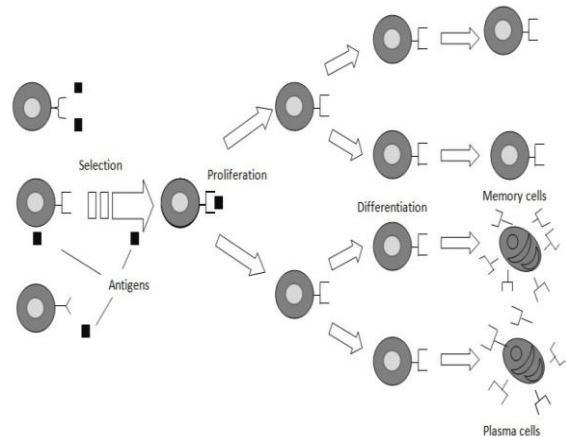 Selection
Proliferation
Memory cells
Differentiation
Antigens
Plasma cells